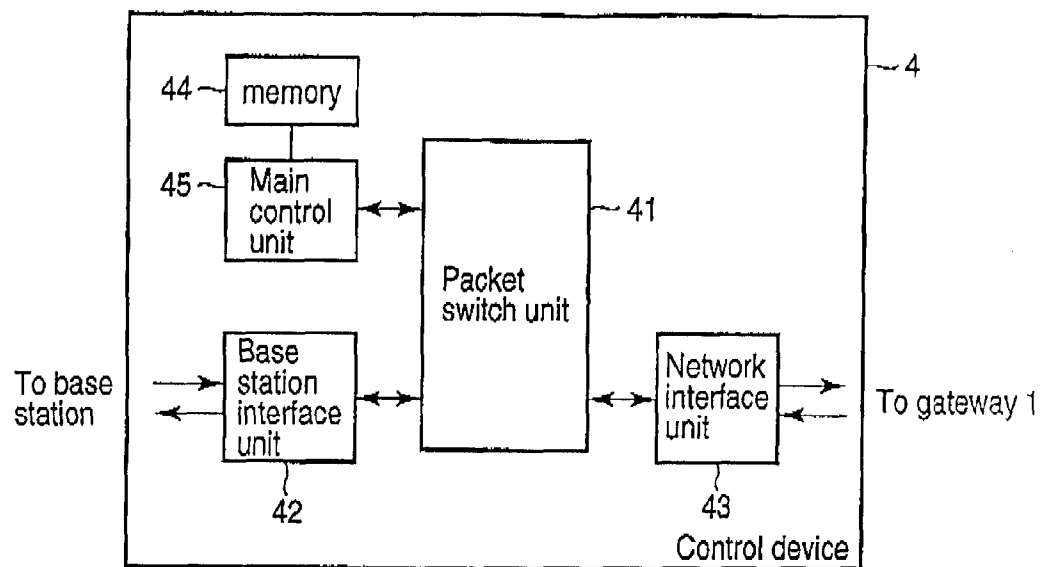 4
44
memory
45
Main
control
unit
41
Packet
switch unit
To base
station
Base
station
interface
unit
42
Network
interface
unit
43
To gateway 1
Control device